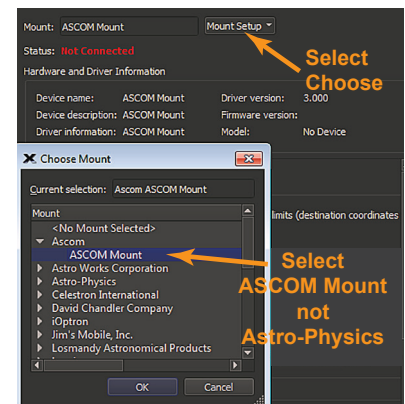 Mount: ASCOM Mount Mount Setup
Status: Not Connected
Select
Choose
Hardware and Driver Information
Device name: ASCOM Mount Driver version: 3.000
Device description: ASCOM Mount Firmware version:
Driver information: ASCOM Mount Model: No Device
Choose Mount
Current selection: Ascom ASCOM Mount
limits (destination coordinates
Mount
<No Mount Selected>
Ascom
ASCOM Mount
Astro Works Corporation
Astro-Physics
Celestron International
David Chandler Company
iOptron
Jim's Mobile, Inc.
Losmandy Astronomical Products
Select
ASCOM Mount
not
Astro-Physics
OK Cancel